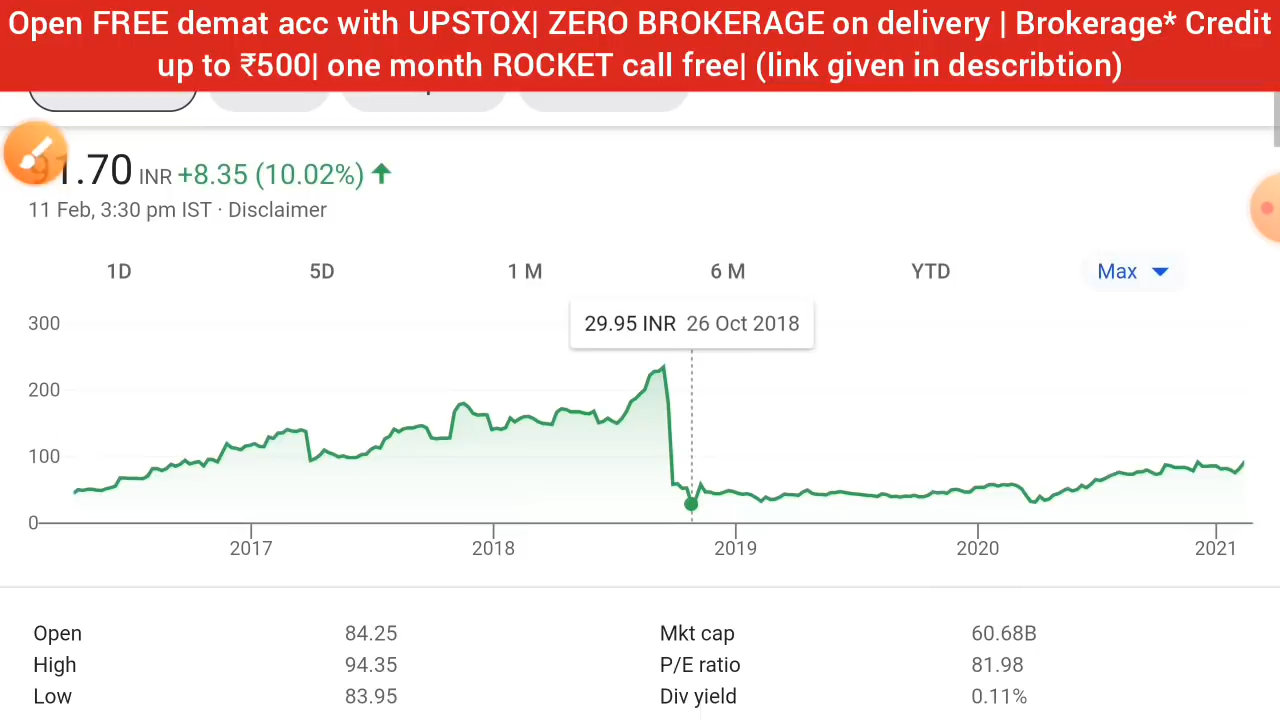 Open FREE demat acc with UPSTOX| ZERO BROKERAGE on delivery | Brokerage* Credit
up to ₹500| one month ROCKET call free| (link given in describtion)
91.70 INR +8.35 (10.02%)
11 Feb, 3:30 pm IST · Disclaimer
1D 5D 1 M 6 M YTD Max
29.95 INR 26 Oct 2018
300
200
100
0
2017 2018 2019 2020 2021
Open 84.25 Mkt cap 60.68B
High 94.35 P/E ratio 81.98
Low 83.95 Div yield 0.11%